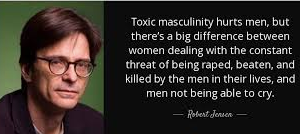 Toxic masculinity hurts men, but
there's a big difference between
women dealing with the constant
threat of being raped, beaten, and
killed by the men in their lives, and
men not being able to cry.
Robert Jensen